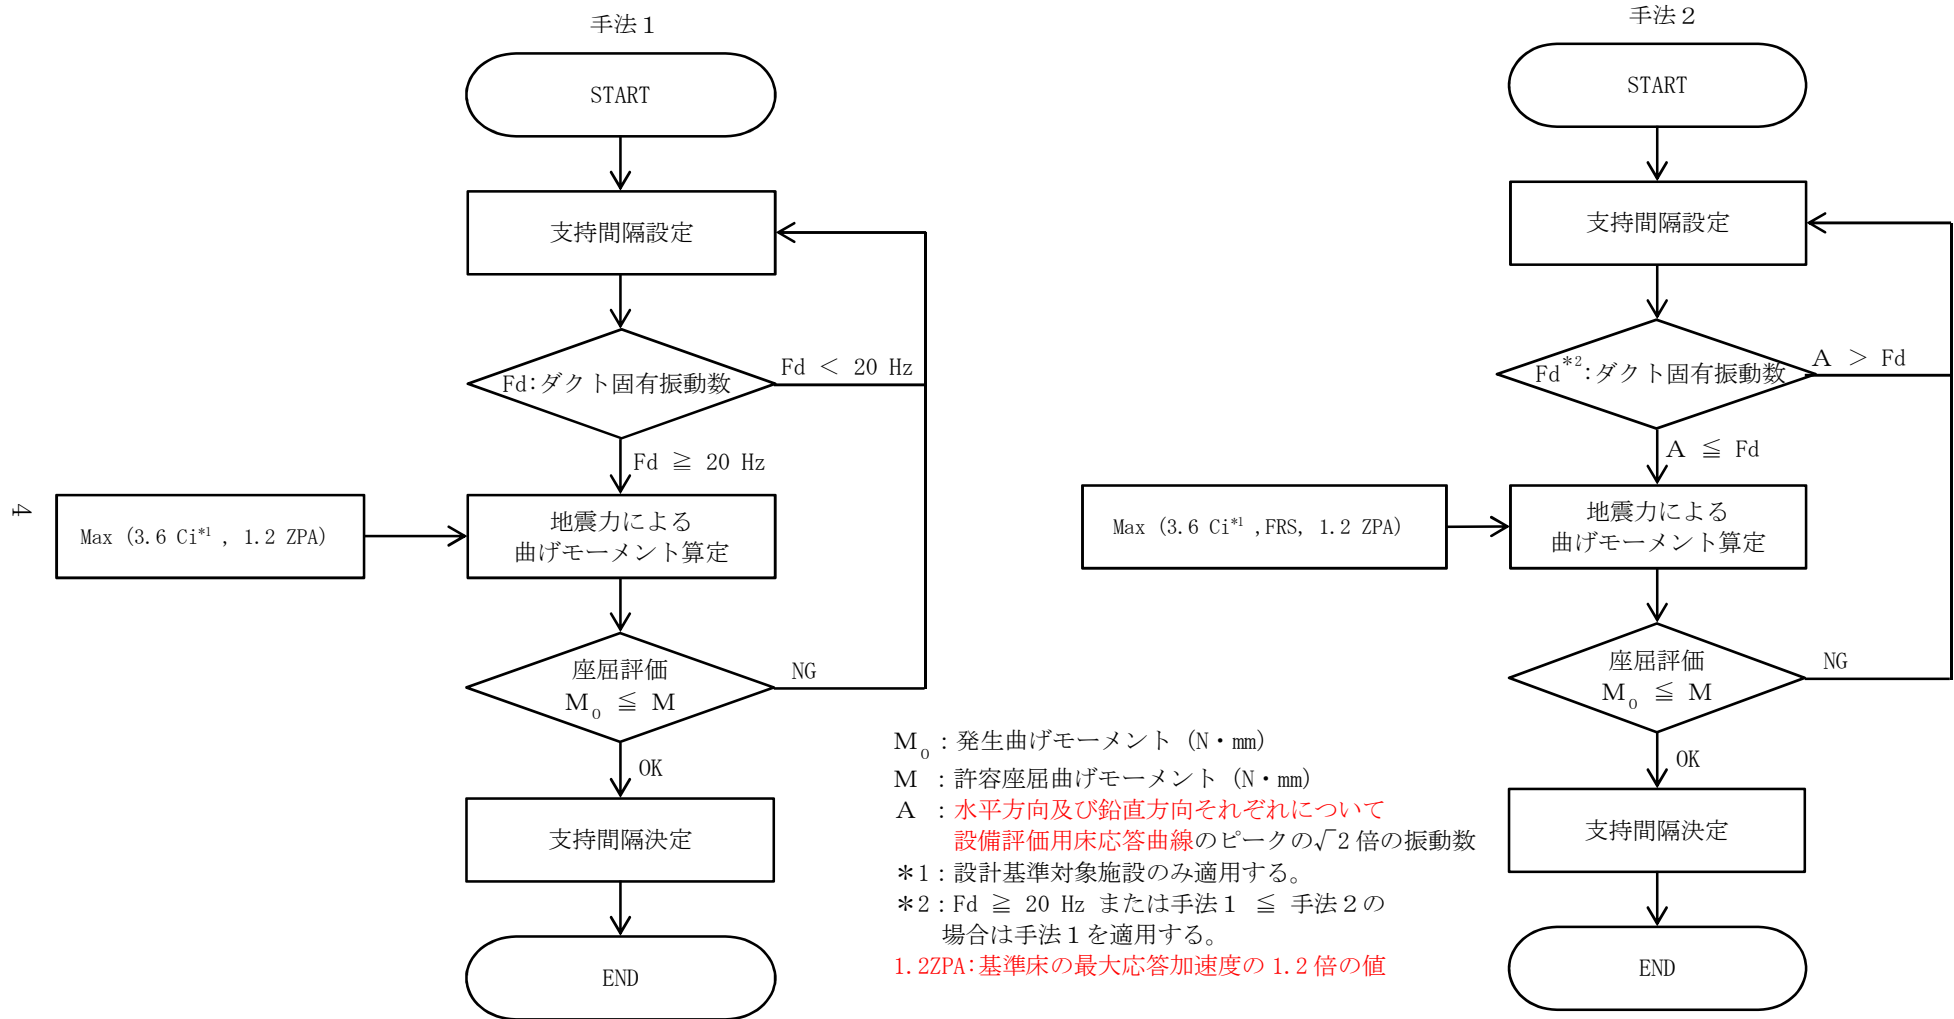 手法1
START
支持間隔設定
Fd:ダクト固有振動数
Fd < 20 Hz
Fd ≧ 20 Hz
Max (3.6 Ci*1 , 1.2 ZPA)
地震力による
曲げモーメント算定
座屈評価
M0 ≦ M
NG
OK
支持間隔決定
END
手法2
START
支持間隔設定
Fd*2:ダクト固有振動数
A > Fd
A ≦ Fd
Max (3.6 Ci*1 ,FRS, 1.2 ZPA)
地震力による
曲げモーメント算定
座屈評価
M0 ≦ M
NG
OK
支持間隔決定
END
M0:発生曲げモーメント (N・mm)
M :許容座屈曲げモーメント (N・mm)
A :水平方向及び鉛直方向それぞれについて
設備評価用床応答曲線のピークの√2倍の振動数
*1:設計基準対象施設のみ適用する。
*2:Fd ≧ 20 Hz または手法1 ≦ 手法2の
場合は手法1を適用する。
1.2ZPA:基準床の最大応答加速度の1.2倍の値
4